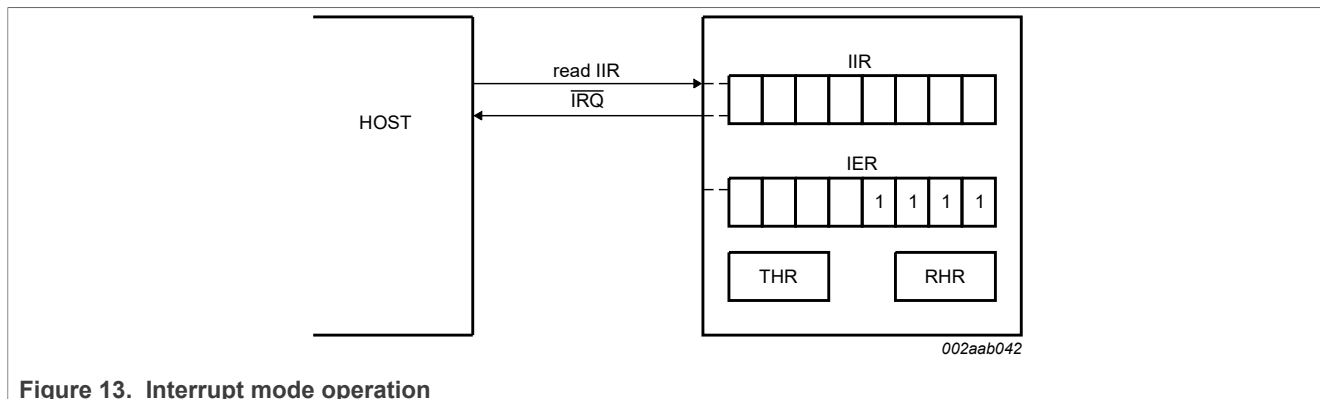 read IIR
IRQ
HOST
IIR
IER
1 1 1 1
THR RHR
002aab042
Figure 13. Interrupt mode operation